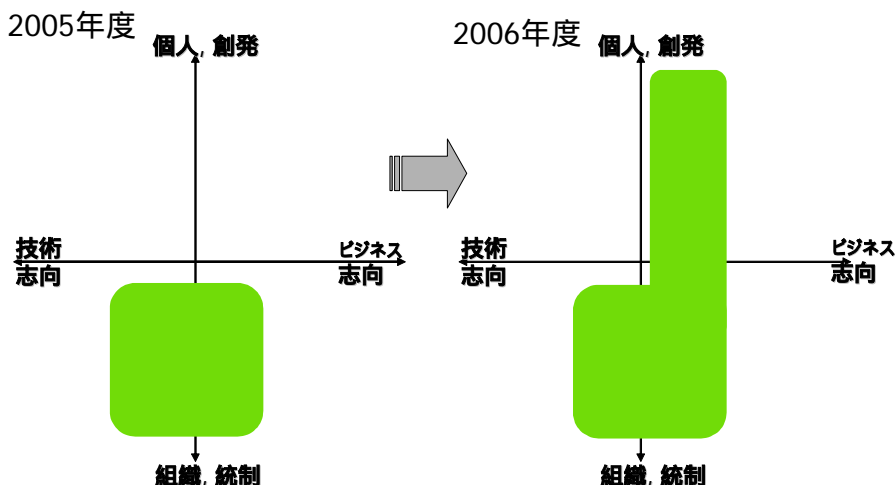 2005年度
個人, 創発
技術
志向
ビジネス
志向
組織, 統制
2006年度
個人, 創発
技術
志向
ビジネス
志向
組織, 統制